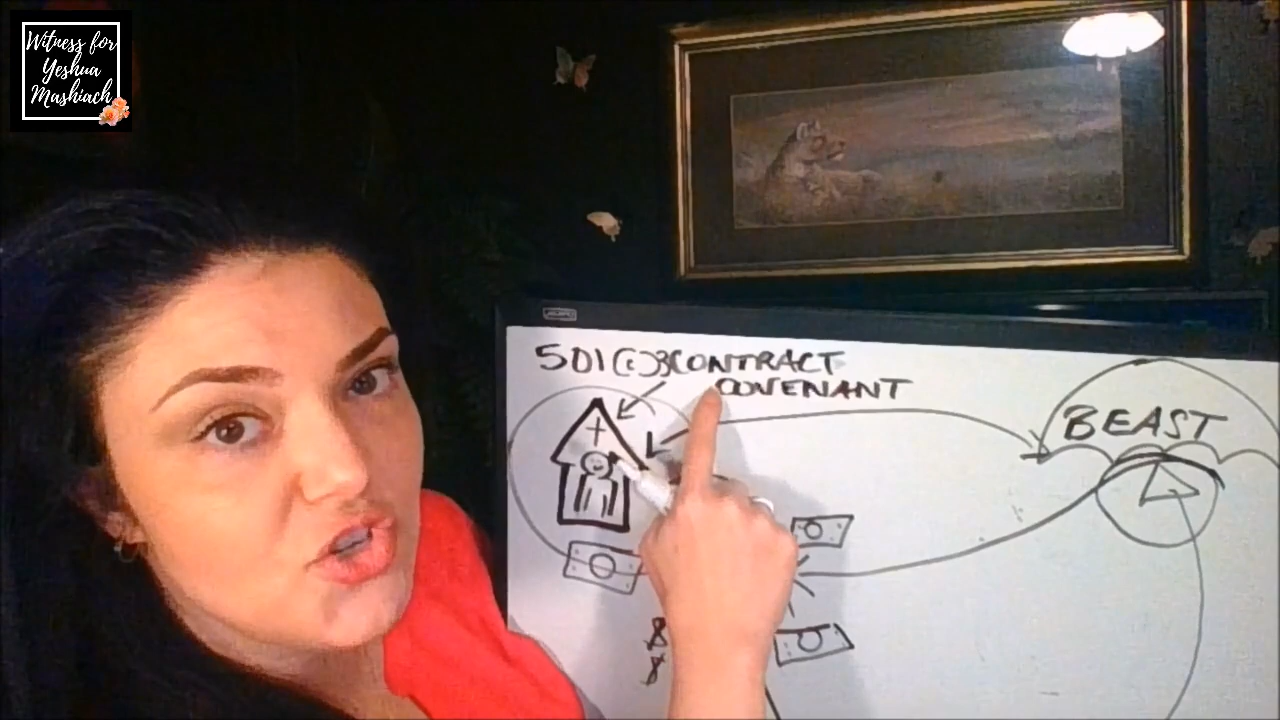 Witness for
Yeshua
Mashiach
501(c)3 CONTRACT
COVENANT
BEAST
$
$